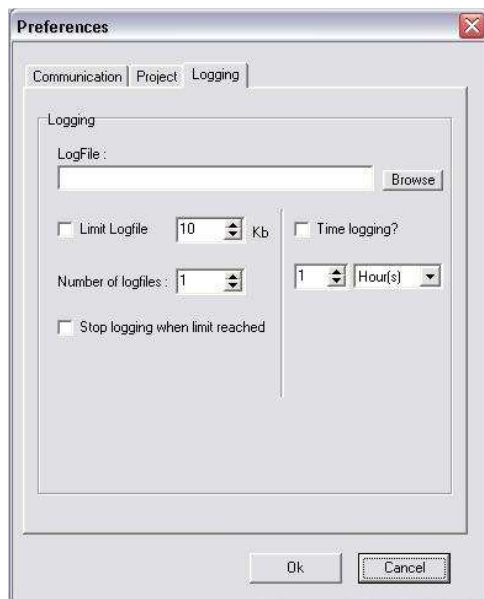 Preferences
Communication Project Logging
Logging
LogFile :
Browse
Limit Logfile 10 Kb Time logging?
Number of logfiles : 1 1 Hour(s)
Stop logging when limit reached
Ok Cancel